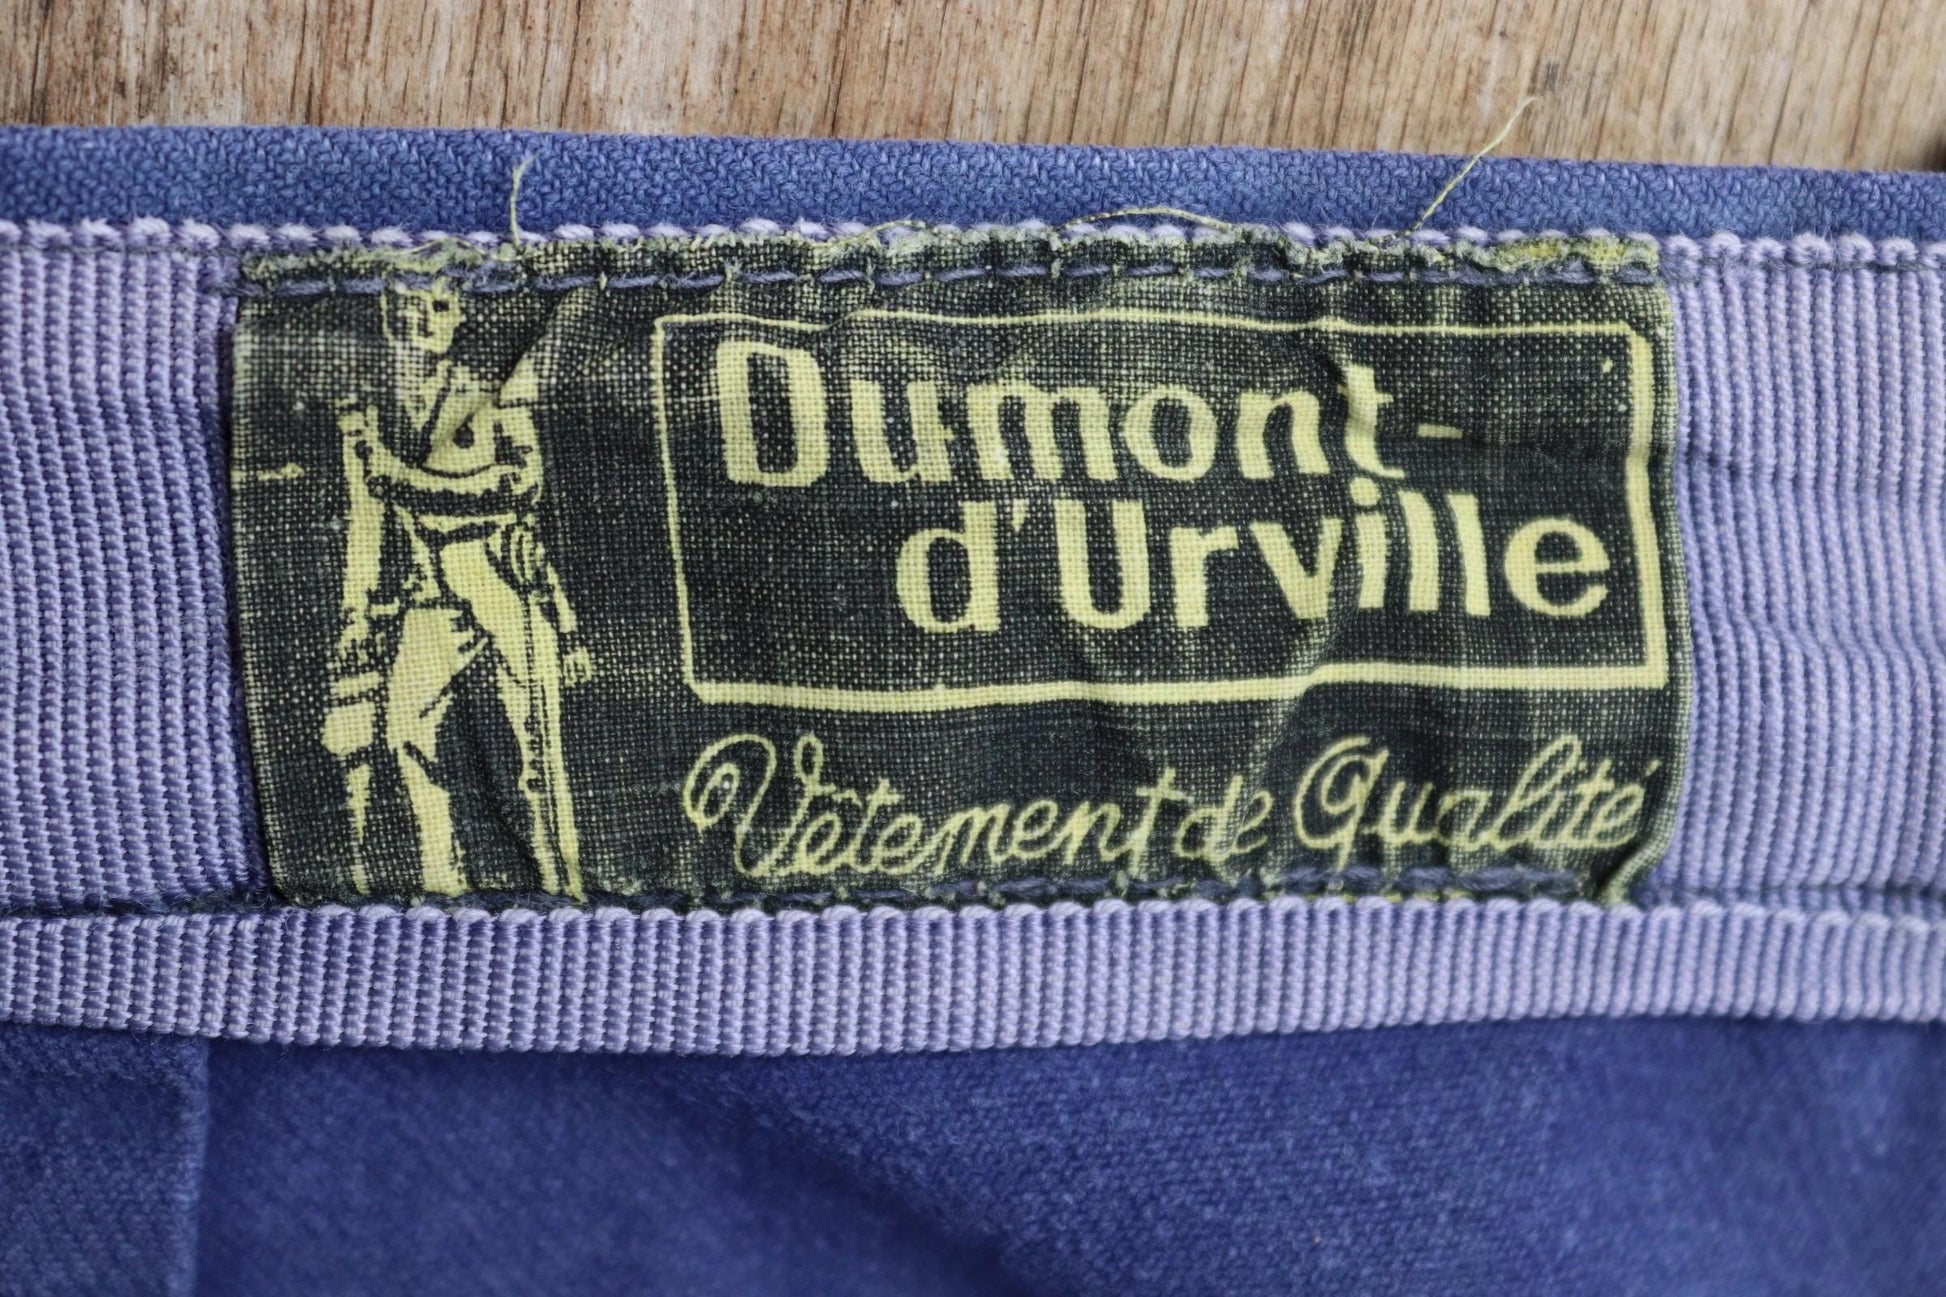 Dumont-
d'Urville
Vêtement de Qualité